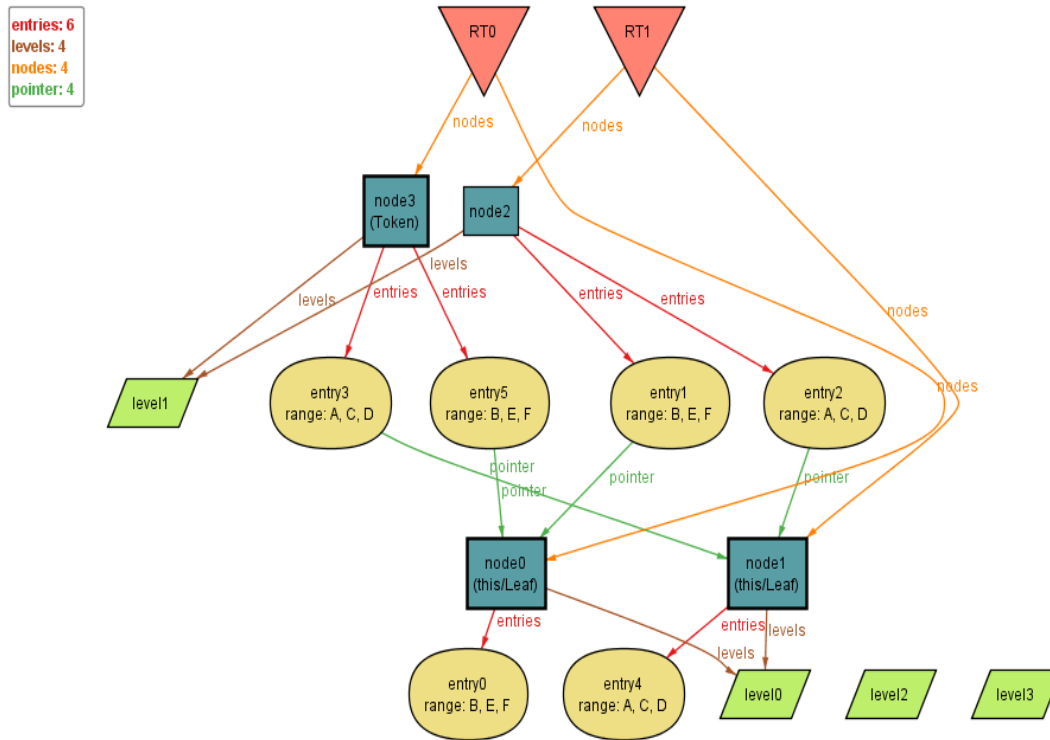 entries: 6
levels: 4
nodes: 4
pointer: 4
RT0
RT1
nodes
nodes
node3
(Token)
node2
levels
entries
entries
entries
entries
levels
nodes
level1
entry3
range: A, C, D
entry5
range: B, E, F
entry1
range: B, E, F
entry2
range: A, C, D
nodes
pointer
pointer
pointer
pointer
node0
(this/Leaf)
node1
(this/Leaf)
entries
entries
levels
levels
entry0
range: B, E, F
entry4
range: A, C, D
level0
level2
level3